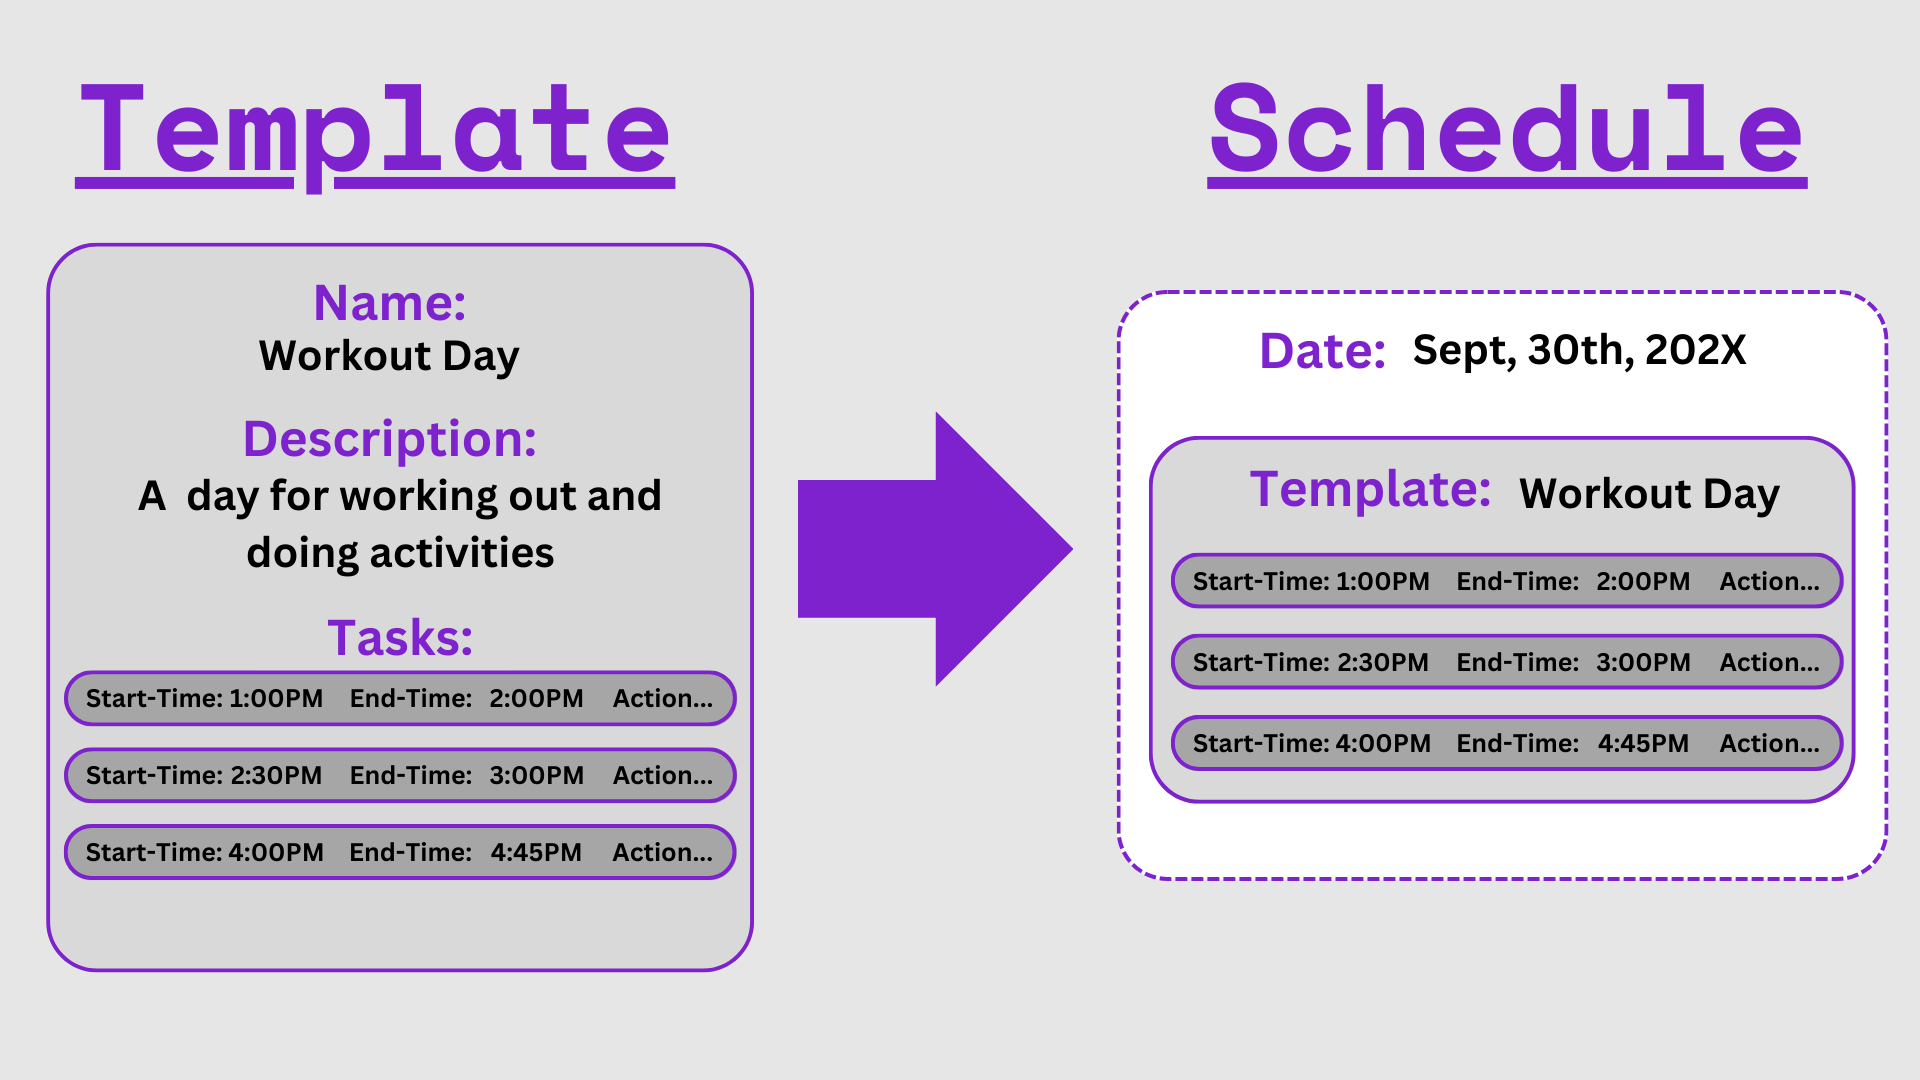 Template
Name:
Workout Day
Description:
A  day for working out and
doing activities
Tasks:
Start-Time: 1:00PM End-Time: 2:00PM Action...
Start-Time: 2:30PM End-Time: 3:00PM Action...
Start-Time: 4:00PM End-Time: 4:45PM Action...
Schedule
Date: Sept, 30th, 202X
Template: Workout Day
Start-Time: 1:00PM End-Time: 2:00PM Action...
Start-Time: 2:30PM End-Time: 3:00PM Action...
Start-Time: 4:00PM End-Time: 4:45PM Action...